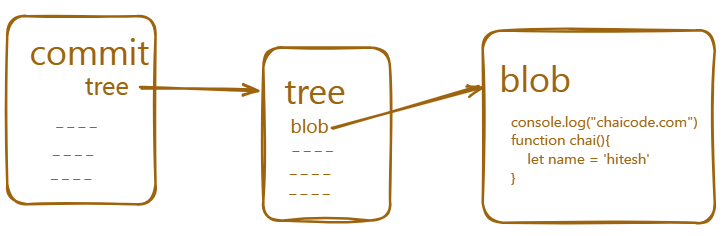 commit
tree
----
----
----
tree
blob
----
----
----
blob
console.log("chaicode.com")
function chai(){
    let name = 'hitesh'
}